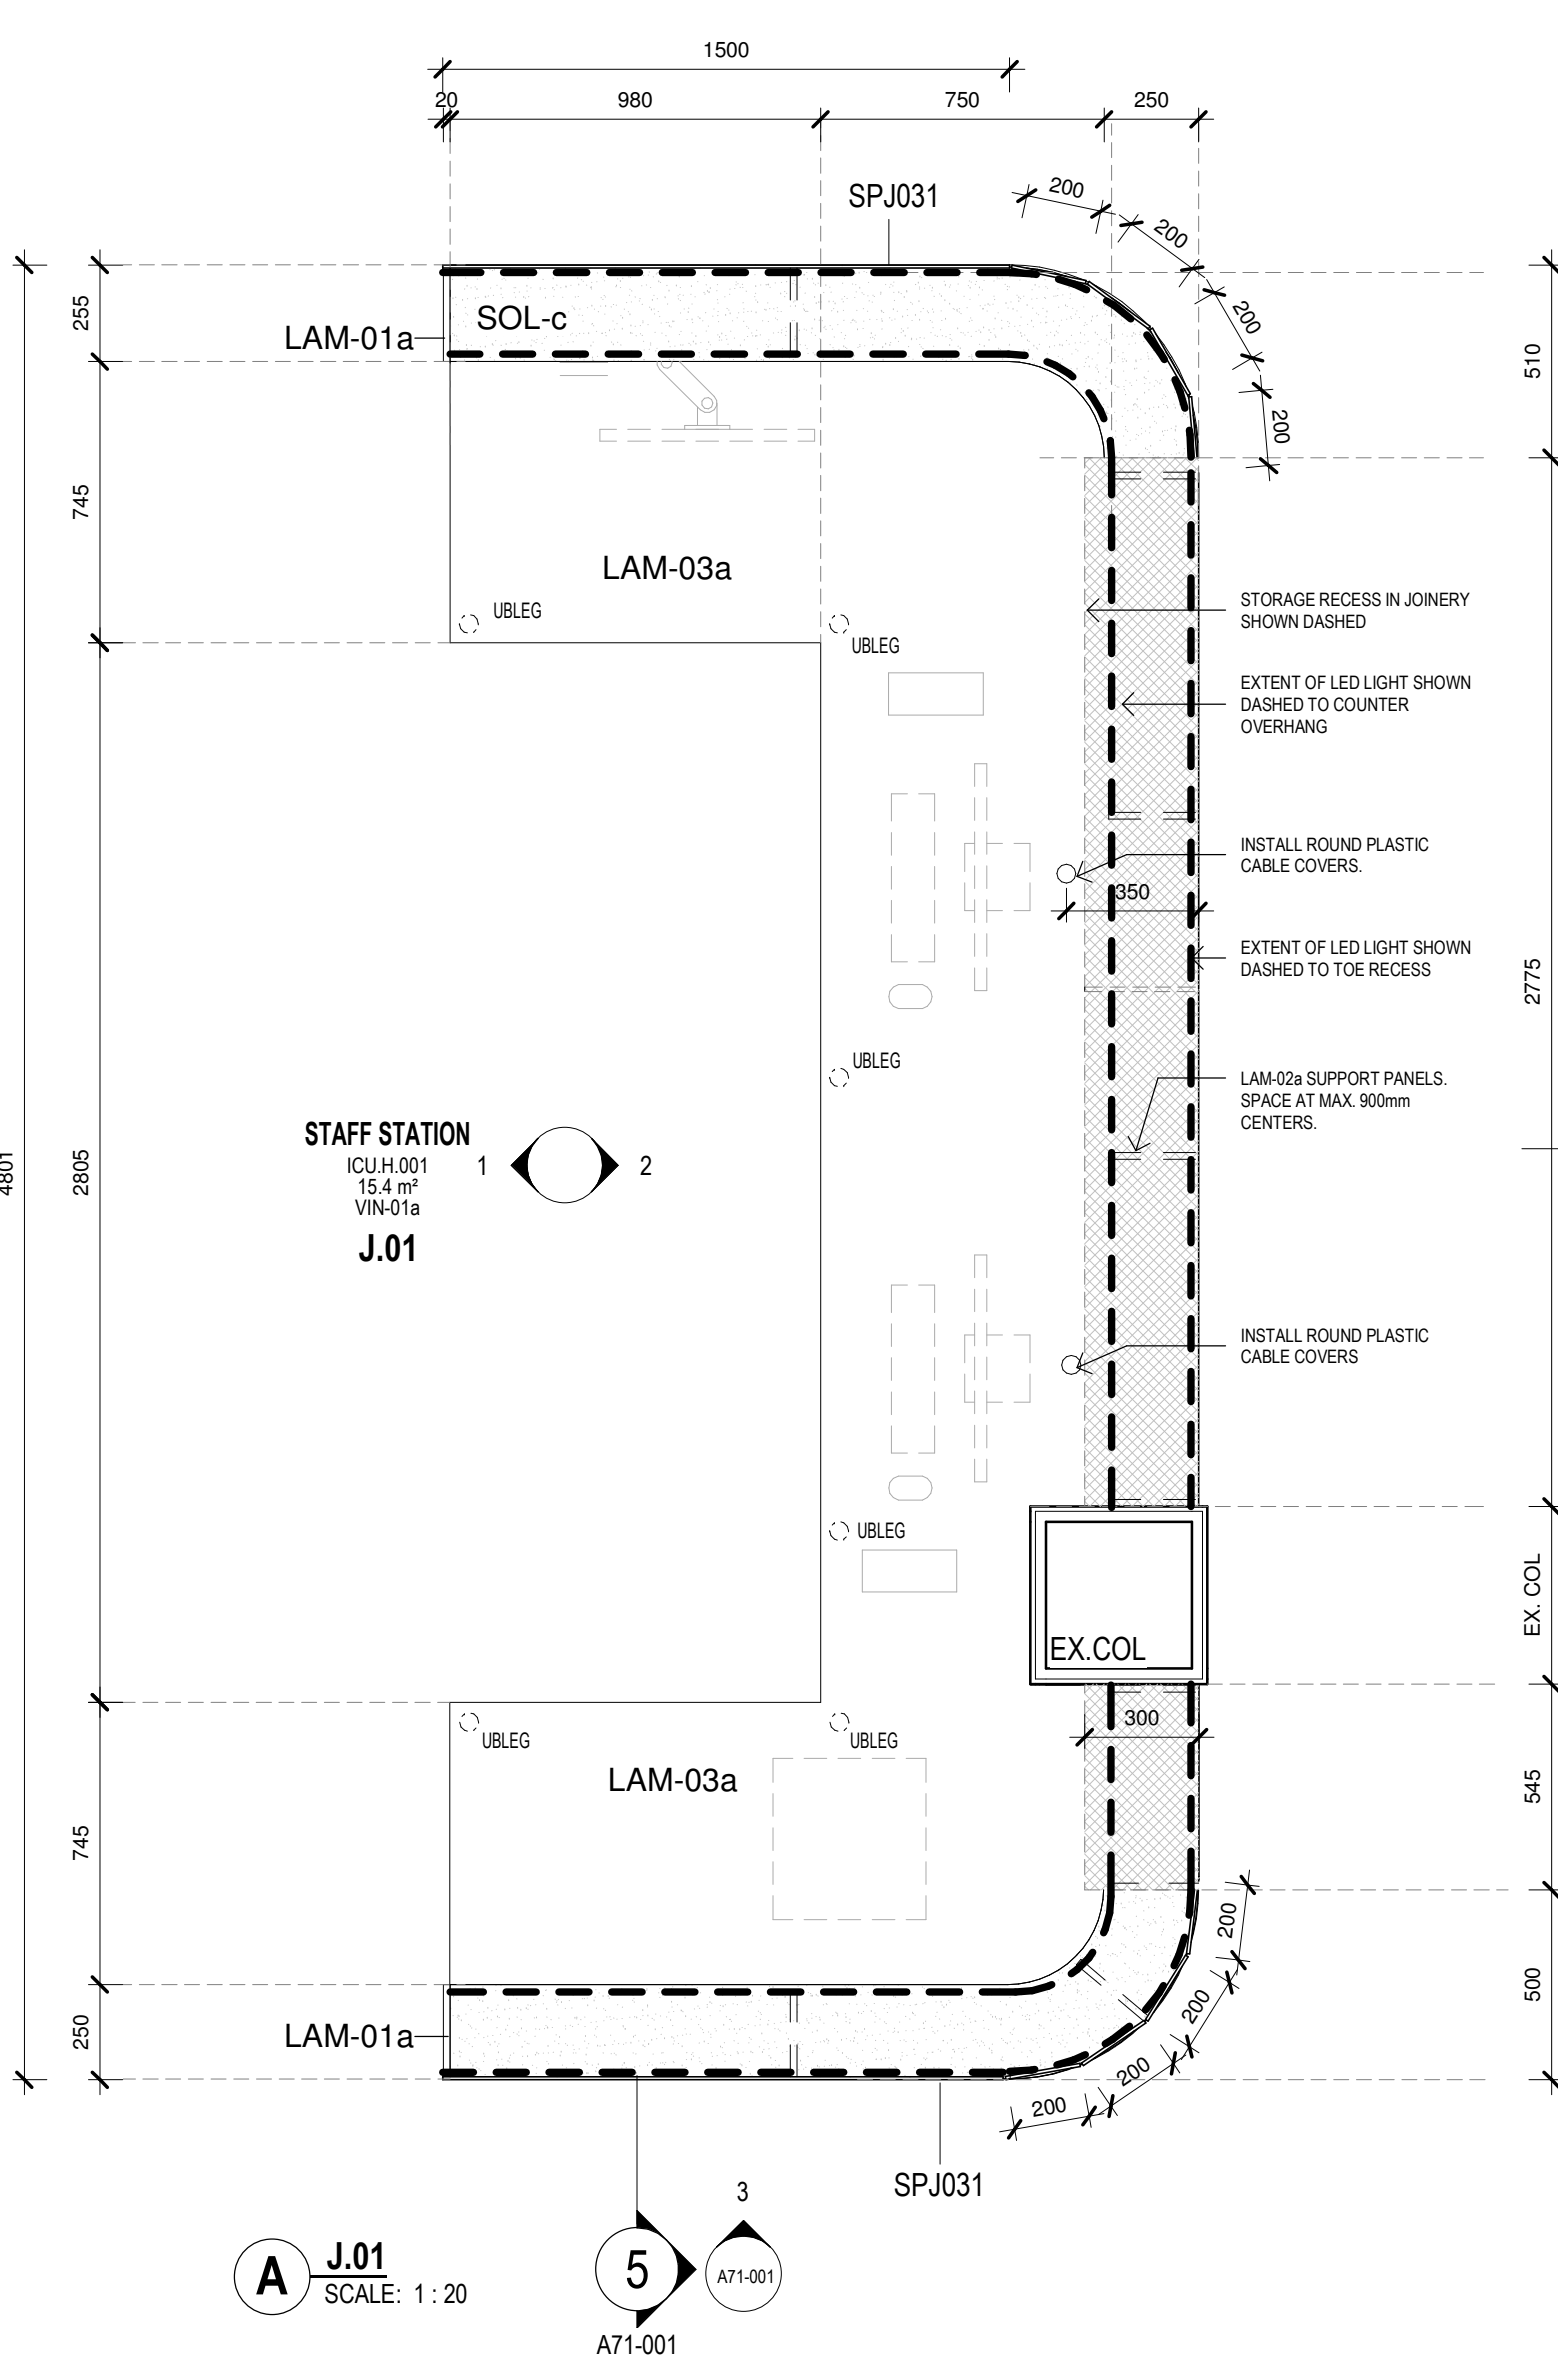 1500
20
980
750
250
SPJ031
200
200
200
200
255
LAM-01a
SOL-c
510
745
LAM-03a
UBLEG
UBLEG
STORAGE RECESS IN JOINERY
SHOWN DASHED
EXTENT OF LED LIGHT SHOWN
DASHED TO COUNTER
OVERHANG
INSTALL ROUND PLASTIC
CABLE COVERS.
350
EXTENT OF LED LIGHT SHOWN
DASHED TO TOE RECESS
2775
UBLEG
LAM-02a SUPPORT PANELS.
SPACE AT MAX. 900mm
CENTERS.
4801
2805
STAFF STATION
ICU.H.001
15.4 m²
VIN-01a
J.01
1
2
INSTALL ROUND PLASTIC
CABLE COVERS
UBLEG
EX.COL
EX. COL
UBLEG
UBLEG
300
LAM-03a
745
545
200
200
200
200
250
LAM-01a
500
SPJ031
A
J.01
SCALE: 1 : 20
5
A71-001
3
A71-001